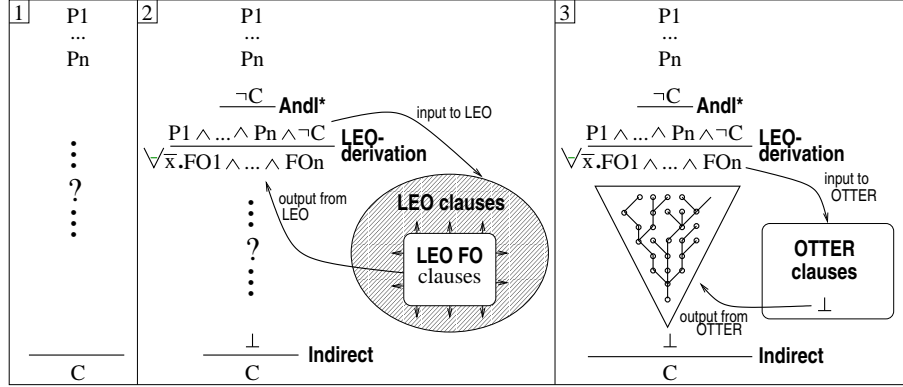 1
P1
...
Pn
?
C
2
P1
...
Pn
¬C
AndI*
P1 ∧ ... ∧ Pn ∧ ¬C
LEO-
derivation
∀x̄.FO1 ∧ ... ∧ FOn
input to LEO
output from
LEO
LEO clauses
LEO FO
clauses
?
⊥
Indirect
C
3
P1
...
Pn
¬C
AndI*
P1 ∧ ... ∧ Pn ∧ ¬C
LEO-
derivation
∀x̄.FO1 ∧ ... ∧ FOn
input to
OTTER
OTTER
clauses
⊥
output from
OTTER
⊥
Indirect
C